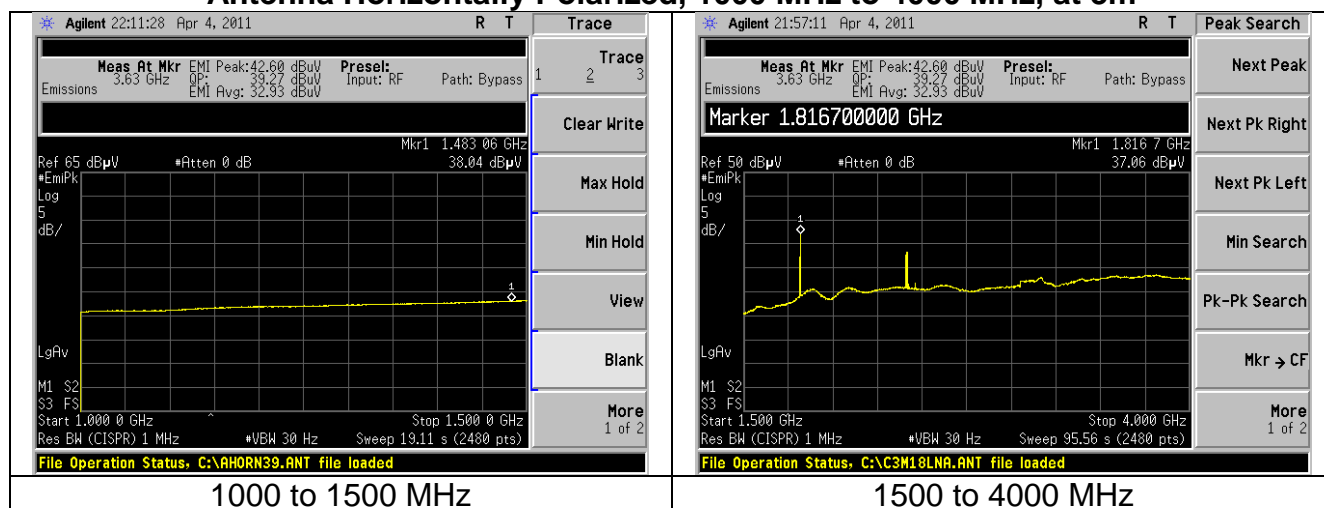 Antenna Horizontally Polarized, 1000 MHz to 4000 MHz, at 3m
Agilent 22:11:28 Apr 4, 2011 R T
Trace
Meas At Mkr EMI Peak:42.60 dBuV Presel:
3.63 GHz QP: 39.27 dBuV Input: RF Path: Bypass
Emissions EMI Avg: 32.93 dBuV
Mkr1 1.483 06 GHz
Ref 65 dBµV #Atten 0 dB 38.04 dBµV
#EmiPk
Log
5
dB/
1
LgAv
M1 S2
S3 FS
Start 1.000 0 GHz ^ Stop 1.500 0 GHz
Res BW (CISPR) 1 MHz #VBW 30 Hz Sweep 19.11 s (2480 pts)
File Operation Status, C:\AHORN39.ANT file loaded
Trace
1 2 3
Clear Write
Max Hold
Min Hold
View
Blank
More
1 of 2
1000 to 1500 MHz
Agilent 21:57:11 Apr 4, 2011 R T
Peak Search
Meas At Mkr EMI Peak:42.60 dBuV Presel:
3.63 GHz QP: 39.27 dBuV Input: RF Path: Bypass
Emissions EMI Avg: 32.93 dBuV
Marker 1.816700000 GHz
Mkr1 1.816 7 GHz
Ref 50 dBµV #Atten 0 dB 37.06 dBµV
#EmiPk
Log
5
dB/
1
LgAv
M1 S2
S3 FS
Start 1.500 GHz Stop 4.000 GHz
Res BW (CISPR) 1 MHz #VBW 30 Hz Sweep 95.56 s (2480 pts)
File Operation Status, C:\C3M18LNA.ANT file loaded
Next Peak
Next Pk Right
Next Pk Left
Min Search
Pk-Pk Search
Mkr → CF
More
1 of 2
1500 to 4000 MHz